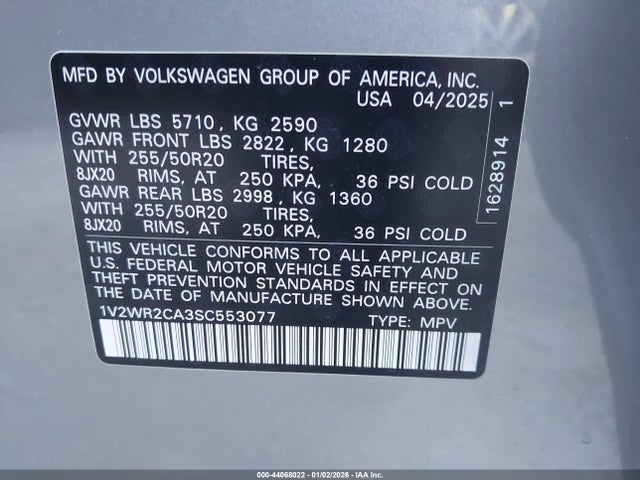 MFD BY VOLKSWAGEN GROUP OF AMERICA, INC.
USA 04/2025
GVWR LBS 5710, KG 2590
GAWR FRONT LBS 2822, KG 1280
WITH 255/50R20 TIRES,
8JX20 RIMS, AT 250 KPA, 36 PSI COLD
GAWR REAR LBS 2998, KG 1360
WITH 255/50R20 TIRES,
8JX20 RIMS, AT 250 KPA, 36 PSI COLD
THIS VEHICLE CONFORMS TO ALL APPLICABLE
U.S. FEDERAL MOTOR VEHICLE SAFETY AND
THEFT PREVENTION STANDARDS IN EFFECT ON
THE DATE OF MANUFACTURE SHOWN ABOVE.
1V2WR2CA3SC553077 TYPE: MPV
1628914 1
000-44068022 - 01/02/2026 - IAA Inc.